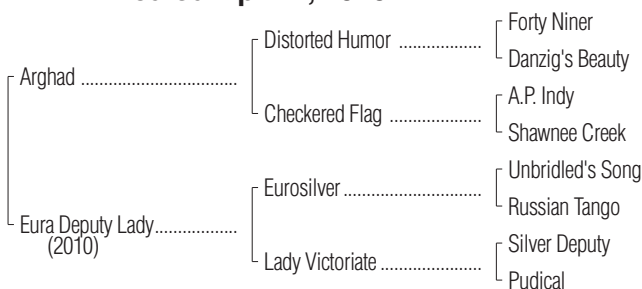 Forty Niner
Distorted Humor ..................
Danzig's Beauty
Arghad ..................................
A.P. Indy
Checkered Flag ....................
Shawnee Creek
Unbridled's Song
Eurosilver..............................
Russian Tango
Eura Deputy Lady..................
(2010)
Silver Deputy
Lady Victoriate ......................
Pudical